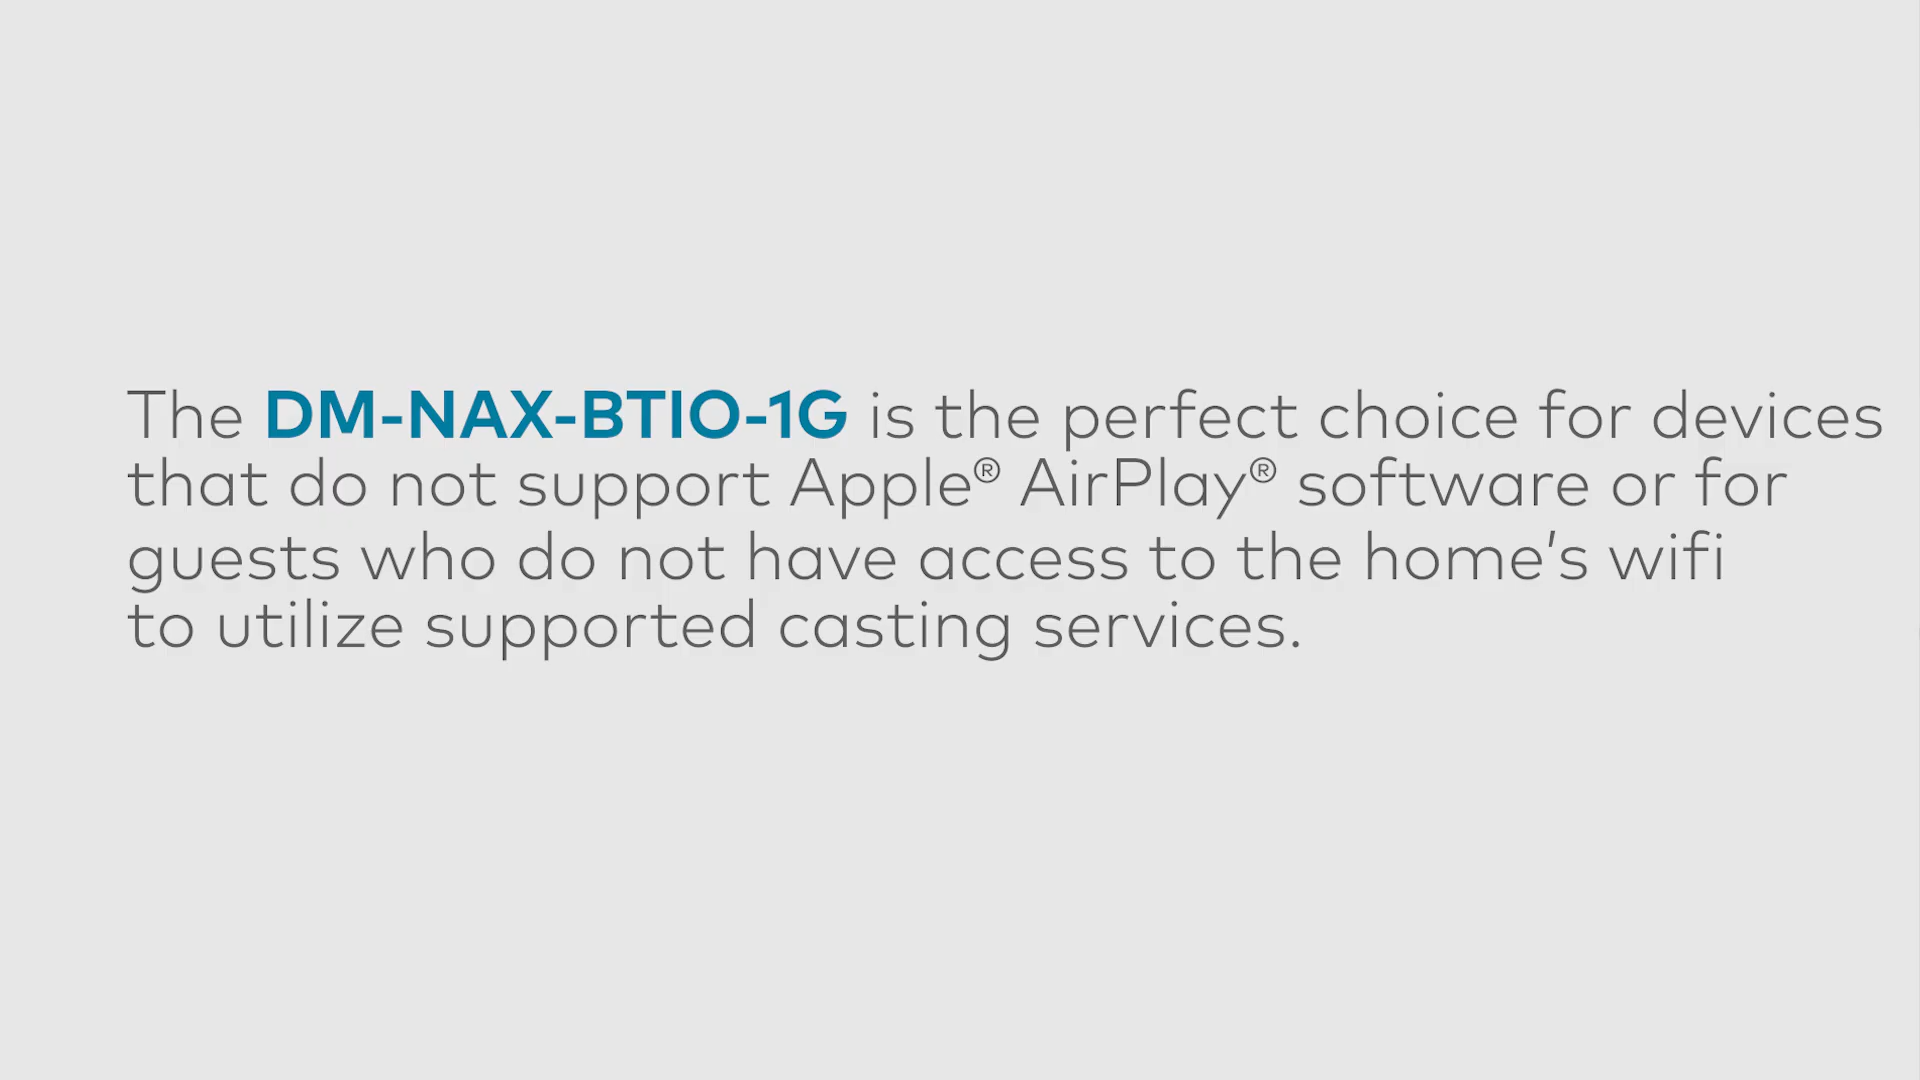 The DM-NAX-BTIO-1G is the perfect choice for devices
that do not support Apple® AirPlay® software or for
guests who do not have access to the home’s wifi
to utilize supported casting services.